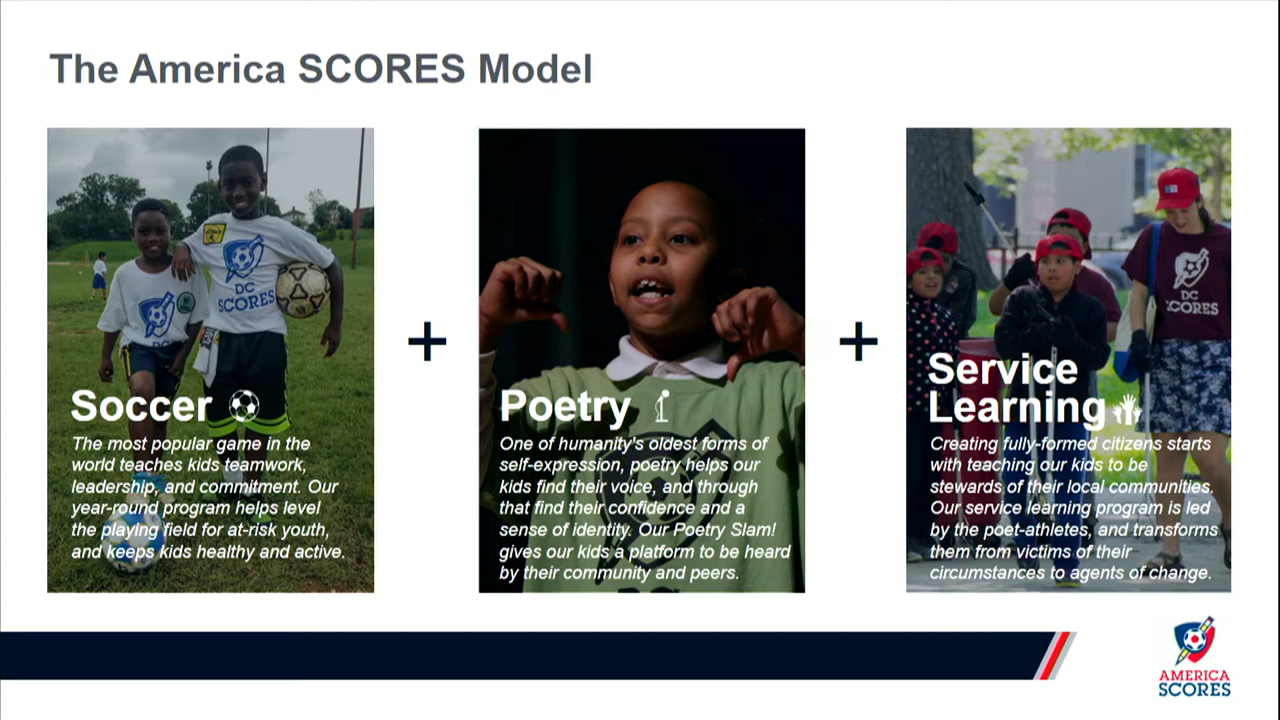 The America SCORES Model
DC
SCORES
Soccer
The most popular game in the
world teaches kids teamwork,
leadership, and commitment. Our
year-round program helps level
the playing field for at-risk youth,
and keeps kids healthy and active.
+
Poetry
One of humanity's oldest forms of
self-expression, poetry helps our
kids find their voice, and through
that find their confidence and a
sense of identity. Our Poetry Slam!
gives our kids a platform to be heard
by their community and peers.
+
DC
SCORES
Service
Learning
Creating fully-formed citizens starts
with teaching our kids to be
stewards of their local communities.
Our service learning program is led
by the poet-athletes, and transforms
them from victims of their
circumstances to agents of change.
AMERICA
SCORES